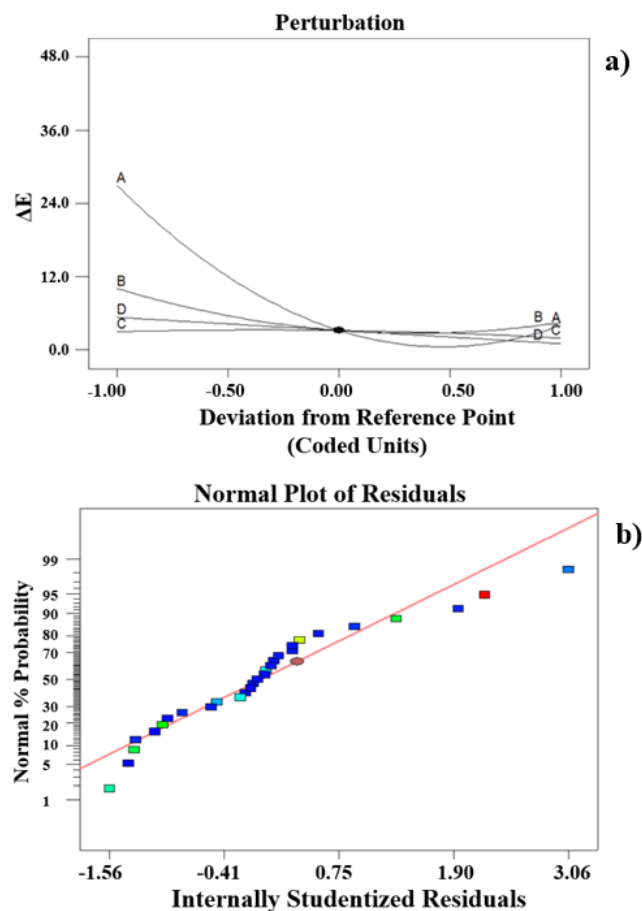 Perturbation
a)
48.0
36.0
24.0
12.0
0.0
ΔE
A
B
D
C
B A
C
D
-1.00 -0.50 0.00 0.50 1.00
Deviation from Reference Point
(Coded Units)
Normal Plot of Residuals
b)
99
95
90
80
70
50
30
20
10
5
1
Normal % Probability
-1.56 -0.41 0.75 1.90 3.06
Internally Studentized Residuals